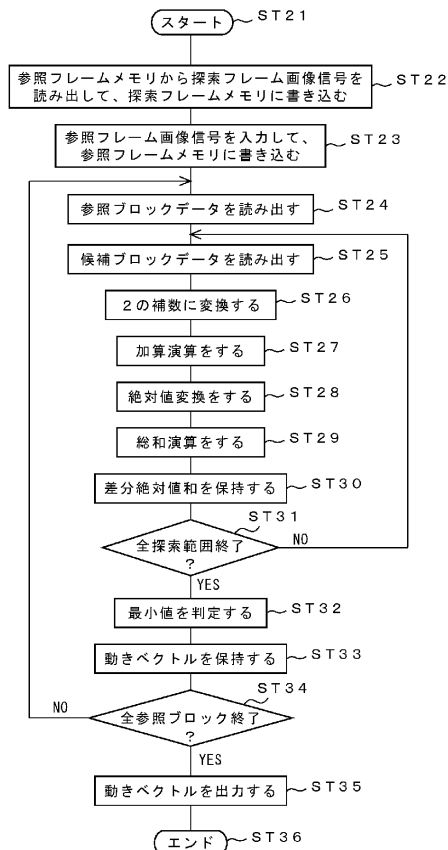 スタート ST21
参照フレームメモリから探索フレーム画像信号を
読み出して、探索フレームメモリに書き込む ST22
参照フレーム画像信号を入力して、
参照フレームメモリに書き込む ST23
参照ブロックデータを読み出す ST24
候補ブロックデータを読み出す ST25
2の補数に変換する ST26
加算演算をする ST27
絶対値変換をする ST28
総和演算をする ST29
差分絶対値和を保持する ST30
ST31
全探索範囲終了 NO
?
YES
最小値を判定する ST32
動きベクトルを保持する ST33
ST34
NO 全参照ブロック終了
?
YES
動きベクトルを出力する ST35
エンド ST36